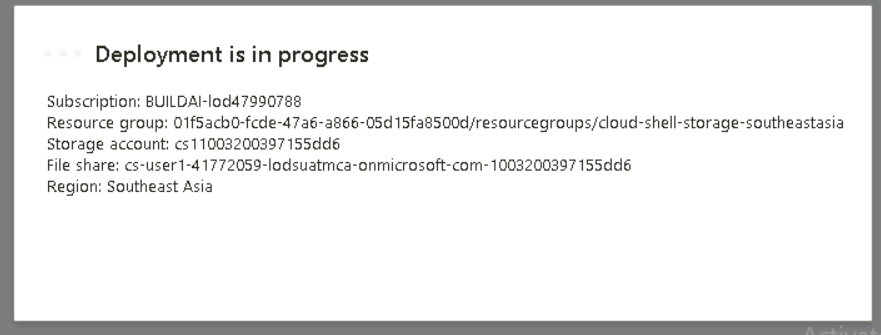 Deployment is in progress
Subscription: BUILDAI-lod47990788
Resource group: 01f5acb0-fcde-47a6-a866-05d15fa8500d/resourcegroups/cloud-shell-storage-southeastasia
Storage account: cs11003200397155dd6
File share: cs-user1-41772059-lodsuatmca-onmicrosoft-com-1003200397155dd6
Region: Southeast Asia